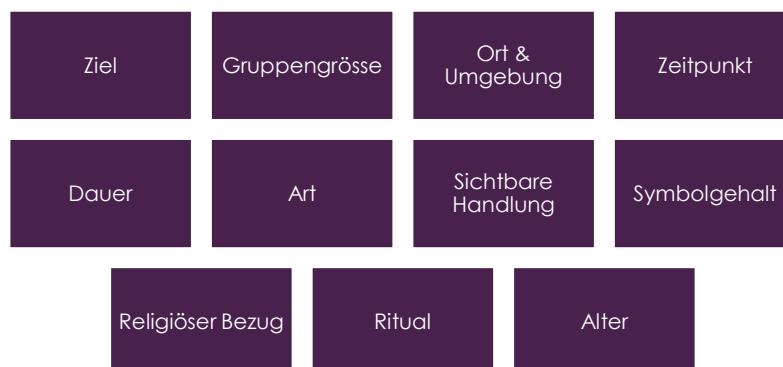 Ziel
Gruppengrösse
Ort &
Umgebung
Zeitpunkt
Dauer
Art
Sichtbare
Handlung
Symbolgehalt
Religiöser Bezug
Ritual
Alter